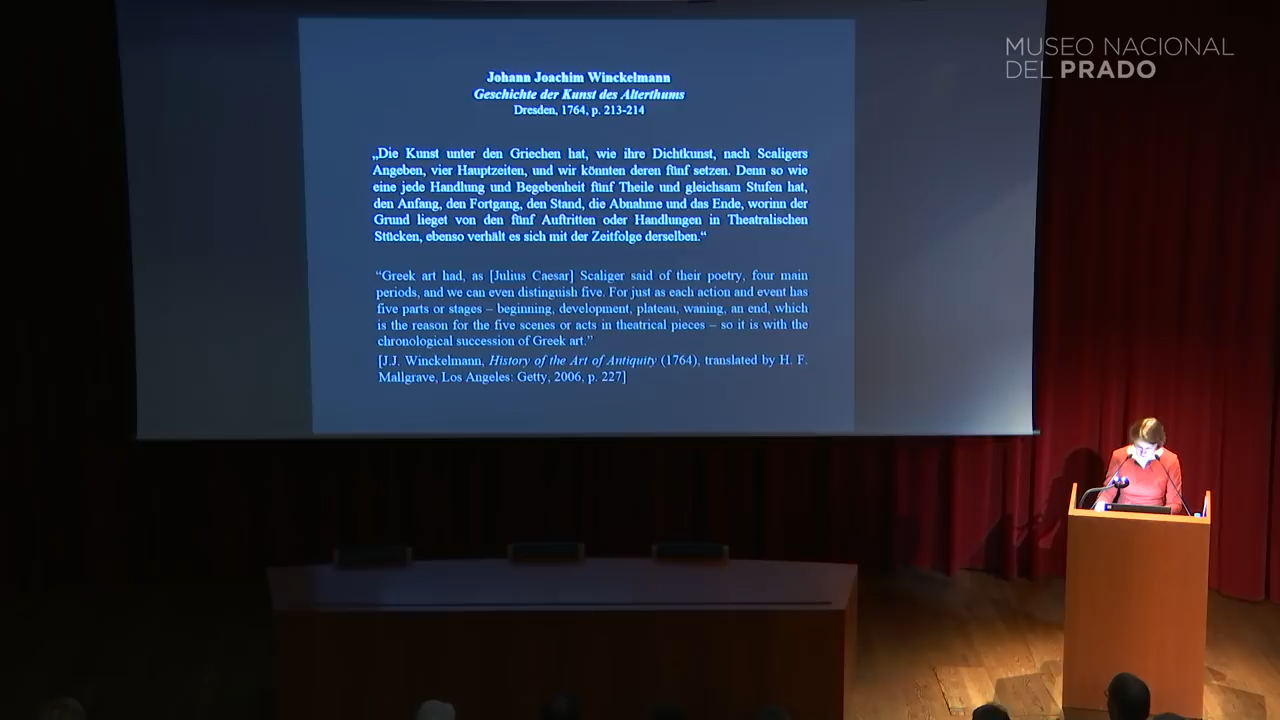 MUSEO NACIONAL
DEL PRADO
Johann Joachim Winckelmann
Geschichte der Kunst des Alterthums
Dresden, 1764, p. 213-214
„Die Kunst unter den Griechen hat, wie ihre Dichtkunst, nach Scaligers
Angeben, vier Hauptzeiten, und wir könnten deren fünf setzen. Denn so wie
eine jede Handlung und Begebenheit fünf Theile und gleichsam Stufen hat,
den Anfang, den Fortgang, den Stand, die Abnahme und das Ende, worinn der
Grund lieget von den fünf Auftritten oder Handlungen in Theatralischen
Stücken, ebenso verhält es sich mit der Zeitfolge derselben.“
“Greek art had, as [Julius Caesar] Scaliger said of their poetry, four main
periods, and we can even distinguish five. For just as each action and event has
five parts or stages – beginning, development, plateau, waning, an end, which
is the reason for the five scenes or acts in theatrical pieces – so it is with the
chronological succession of Greek art.”
[J.J. Winckelmann, History of the Art of Antiquity (1764), translated by H. F.
Mallgrave, Los Angeles: Getty, 2006, p. 227]